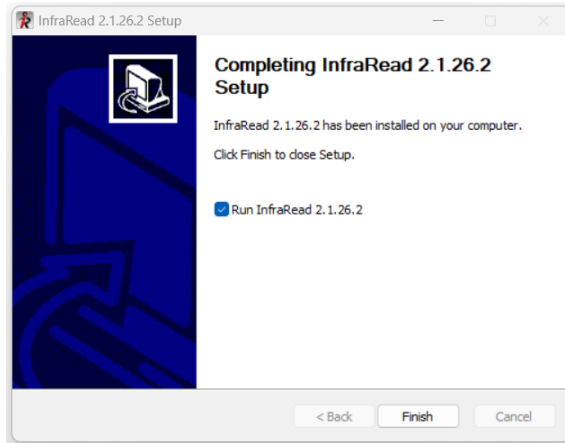 InfraRead 2.1.26.2 Setup
Completing InfraRead 2.1.26.2
Setup
InfraRead 2.1.26.2 has been installed on your computer.
Click Finish to close Setup.
Run InfraRead 2.1.26.2
< Back
Finish
Cancel